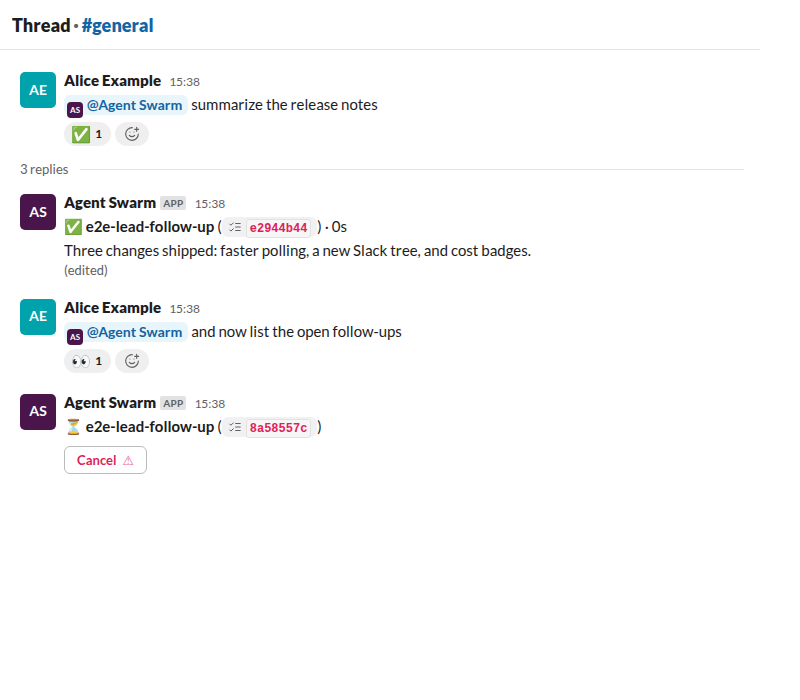 Thread • #general
AE
Alice Example 15:38
AS @Agent Swarm summarize the release notes
✅ 1
3 replies
AS
Agent Swarm APP 15:38
✅ e2e-lead-follow-up ( e2944b44 ) · 0s
Three changes shipped: faster polling, a new Slack tree, and cost badges.
(edited)
AE
Alice Example 15:38
AS @Agent Swarm and now list the open follow-ups
👀 1
AS
Agent Swarm APP 15:38
⏳ e2e-lead-follow-up ( 8a58557c )
Cancel ⚠